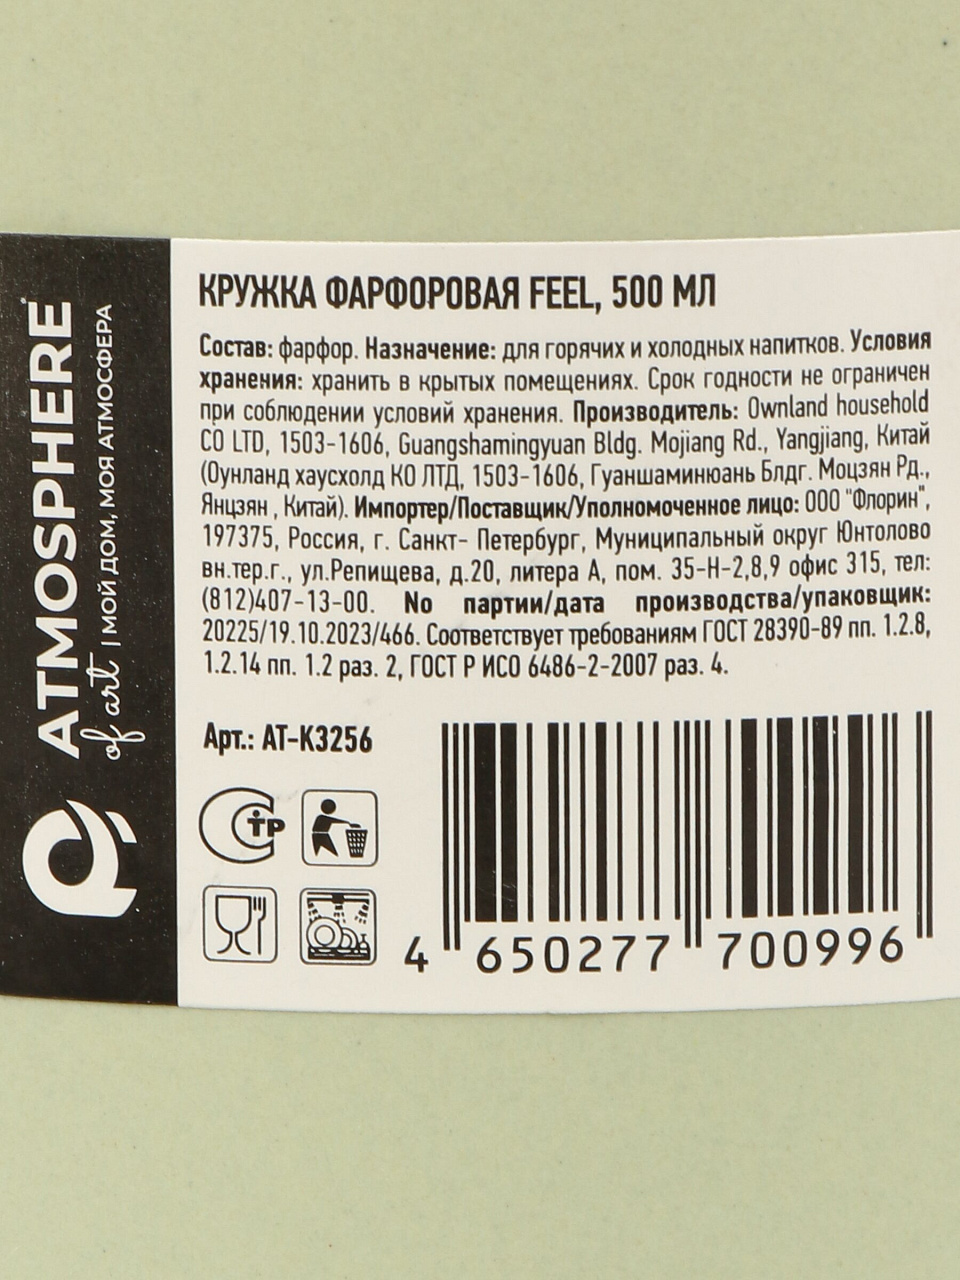 ATMOSPHERE
of art | МОЙ ДОМ, МОЯ АТМОСФЕРА
КРУЖКА ФАРФОРОВАЯ FEEL, 500 МЛ
Состав: фарфор. Назначение: для горячих и холодных напитков. Условия
хранения: хранить в крытых помещениях. Срок годности не ограничен
при соблюдении условий хранения. Производитель: Ownland household
CO LTD, 1503-1606, Guangshamingyuan Bldg. Mojiang Rd., Yangjiang, Китай
(Оунланд хаусхолд КО ЛТД, 1503-1606, Гуаншаминюань Блдг. Моцзян Рд.,
Янцзян , Китай). Импортер/Поставщик/Уполномоченное лицо: ООО "Флорин",
197375, Россия, г. Санкт- Петербург, Муниципальный округ Юнтолово
вн.тер.г., ул.Репищева, д.20, литера А, пом. 35-Н-2,8,9 офис 315, тел:
(812)407-13-00. No партии/дата производства/упаковщик:
20225/19.10.2023/466. Соответствует требованиям ГОСТ 28390-89 пп. 1.2.8,
1.2.14 пп. 1.2 раз. 2, ГОСТ Р ИСО 6486-2-2007 раз. 4.
Арт.: AT-K3256
СТР
4 650277 700996